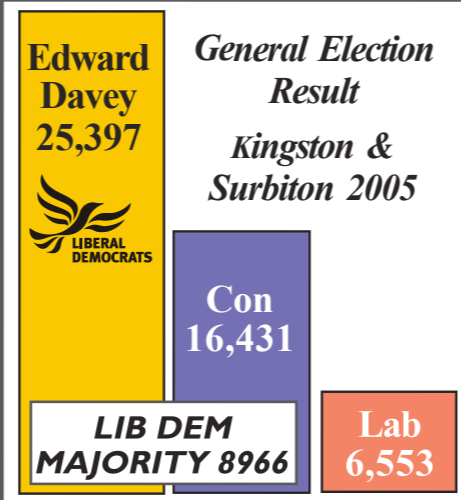 Edward
Davey
25,397
LIBERAL
DEMOCRATS
General Election
Result
Kingston &
Surbiton 2005
Con
16,431
Lab
6,553
LIB DEM
MAJORITY 8966